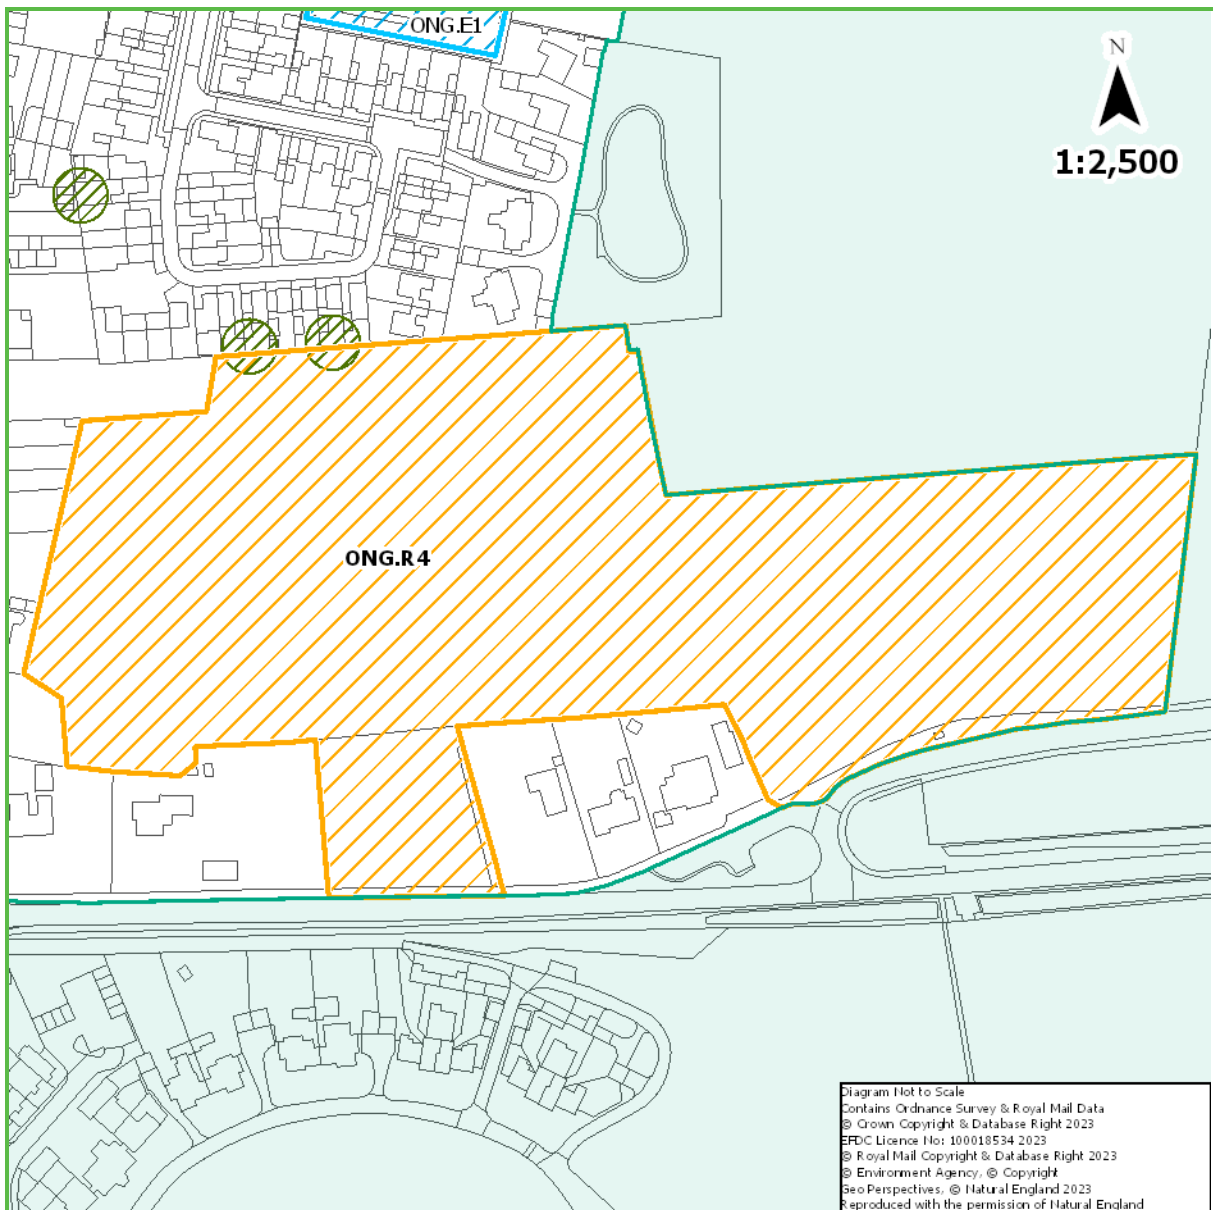 ONG.E1
N
1:2,500
ONG.R4
Diagram Not to Scale
Contains Ordnance Survey & Royal Mail Data
© Crown Copyright & Database Right 2023
EFDC Licence No: 100018534 2023
© Royal Mail Copyright & Database Right 2023
© Environment Agency, © Copyright
Geo Perspectives, © Natural England 2023
Reproduced with the permission of Natural England